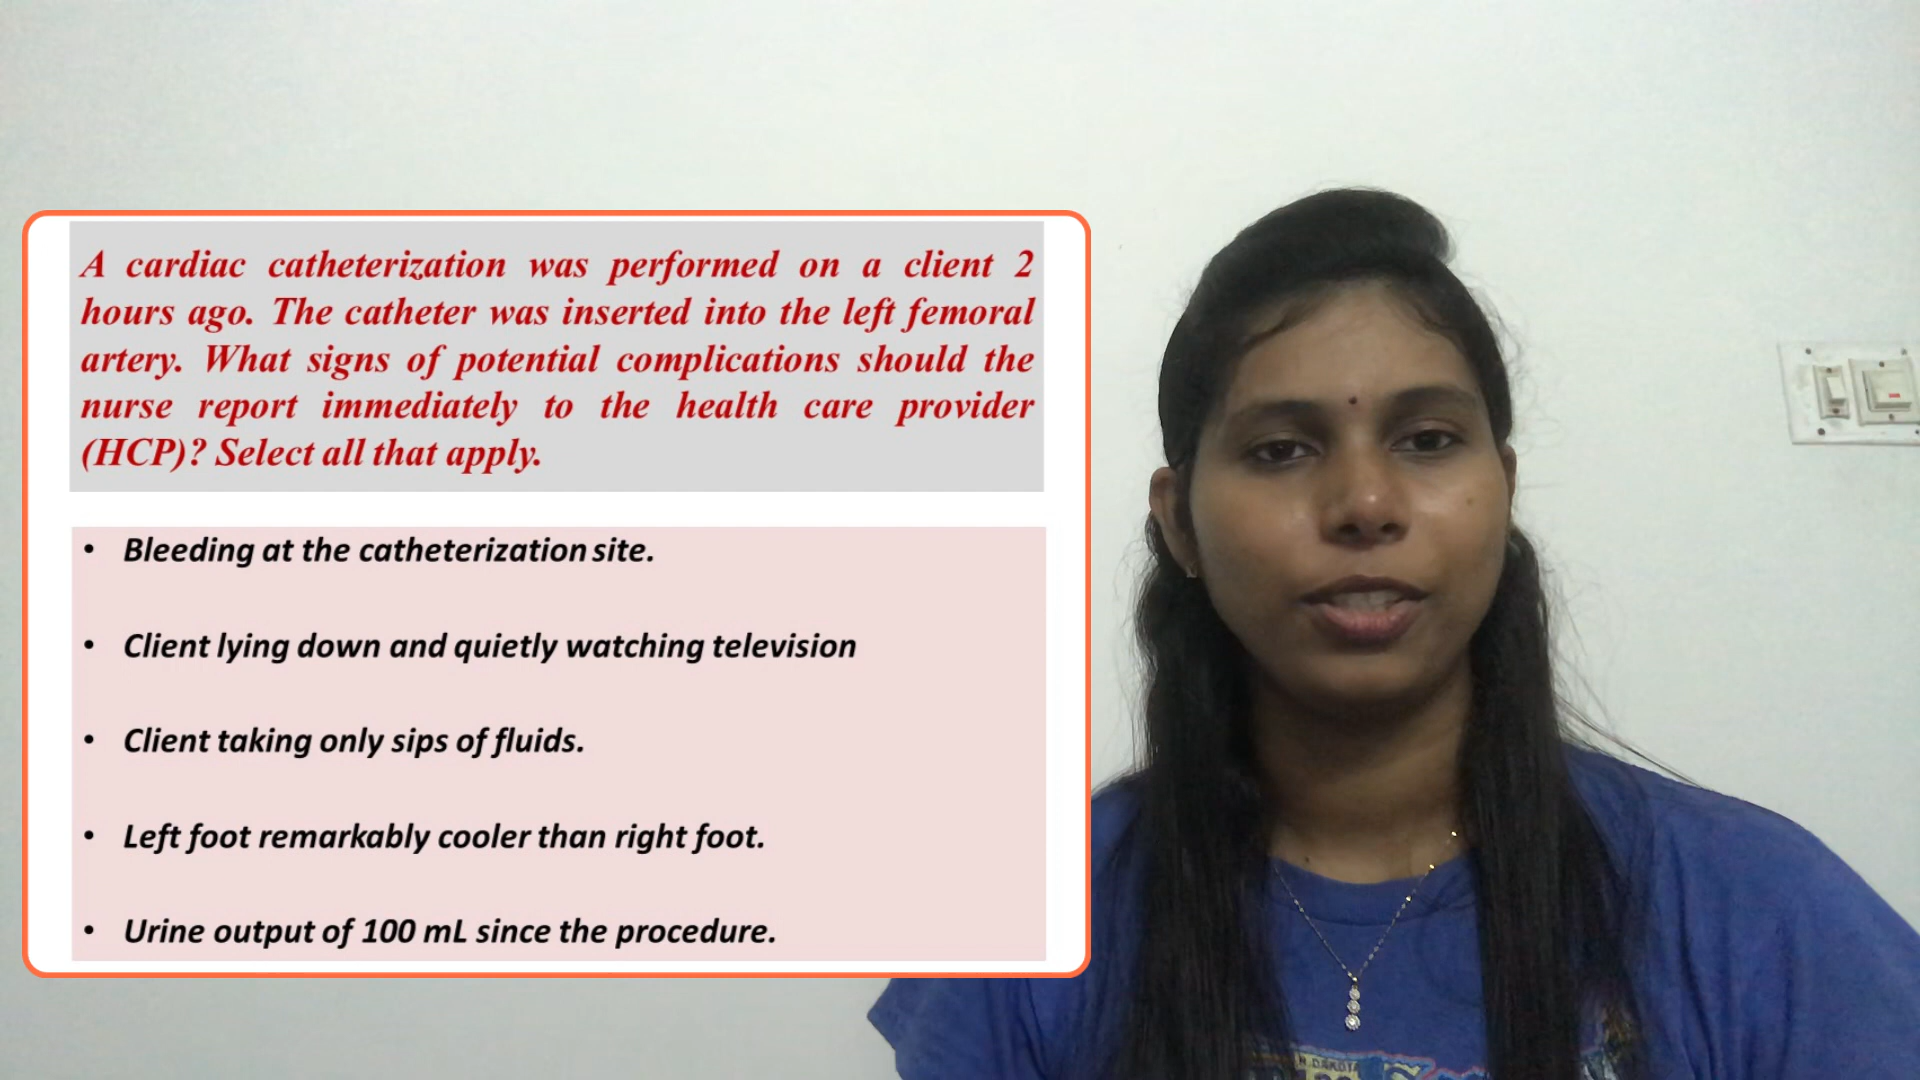 A cardiac catheterization was performed on a client 2
hours ago. The catheter was inserted into the left femoral
artery. What signs of potential complications should the
nurse report immediately to the health care provider
(HCP)? Select all that apply.
• Bleeding at the catheterization site.
• Client lying down and quietly watching television
• Client taking only sips of fluids.
• Left foot remarkably cooler than right foot.
• Urine output of 100 mL since the procedure.